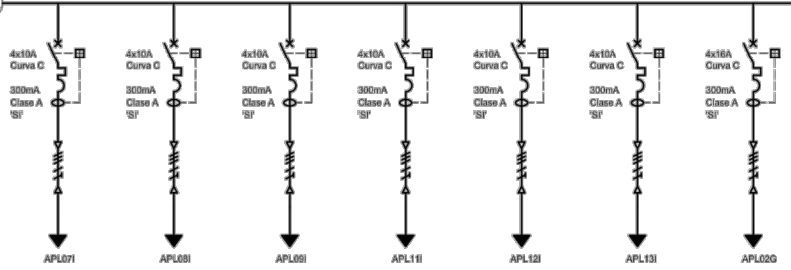 4x10A
Curva C
300mA
Clase A
'Si'
APL07I
4x10A
Curva C
300mA
Clase A
'Si'
APL08I
4x10A
Curva C
300mA
Clase A
'Si'
APL09I
4x10A
Curva C
300mA
Clase A
'Si'
APL11I
4x10A
Curva C
300mA
Clase A
'Si'
APL12I
4x10A
Curva C
300mA
Clase A
'Si'
APL13I
4x16A
Curva C
300mA
Clase A
'Si'
APL02G